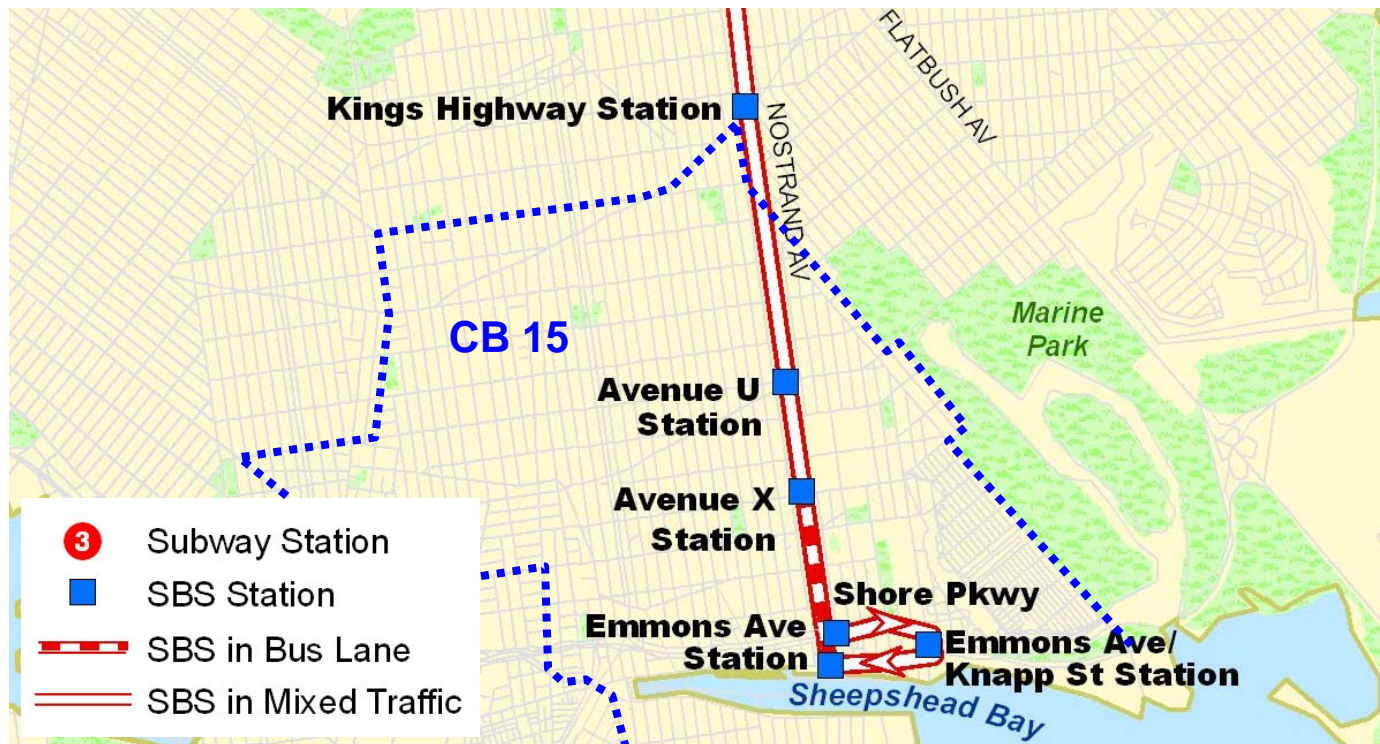 FLATBUSH AV
Kings Highway Station
NOSTRAND AV
Marine
Park
CB 15
Avenue U
Station
Avenue X
Station
Shore Pkwy
Emmons Ave
Station
Emmons Ave/
Knapp St Station
Sheepshead Bay
3 Subway Station
SBS Station
SBS in Bus Lane
SBS in Mixed Traffic